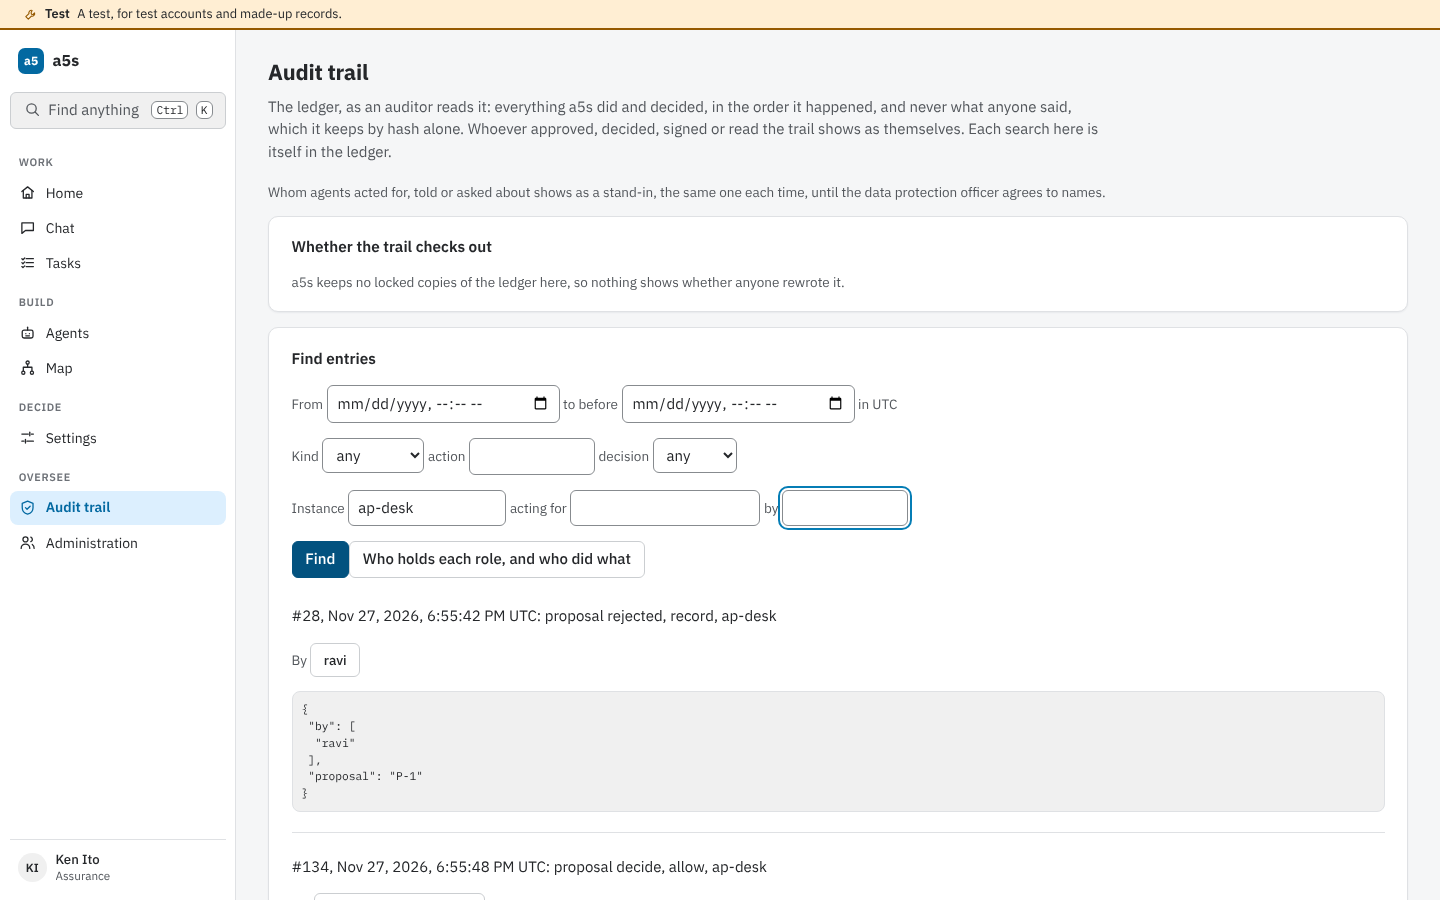 Test A test, for test accounts and made-up records.
a5 a5s
Find anything Ctrl K
WORK
Home
Chat
Tasks
BUILD
Agents
Map
DECIDE
Settings
OVERSEE
Audit trail
Administration
KI Ken Ito
Assurance
Audit trail
The ledger, as an auditor reads it: everything a5s did and decided, in the order it happened, and never what anyone said,
which it keeps by hash alone. Whoever approved, decided, signed or read the trail shows as themselves. Each search here is
itself in the ledger.
Whom agents acted for, told or asked about shows as a stand-in, the same one each time, until the data protection officer agrees to names.
Whether the trail checks out
a5s keeps no locked copies of the ledger here, so nothing shows whether anyone rewrote it.
Find entries
From mm/dd/yyyy, --:-- -- to before mm/dd/yyyy, --:-- -- in UTC
Kind any action decision any
Instance ap-desk acting for by
Find Who holds each role, and who did what
#28, Nov 27, 2026, 6:55:42 PM UTC: proposal rejected, record, ap-desk
By ravi
{
"by": [
"ravi"
],
"proposal": "P-1"
}
#134, Nov 27, 2026, 6:55:48 PM UTC: proposal decide, allow, ap-desk